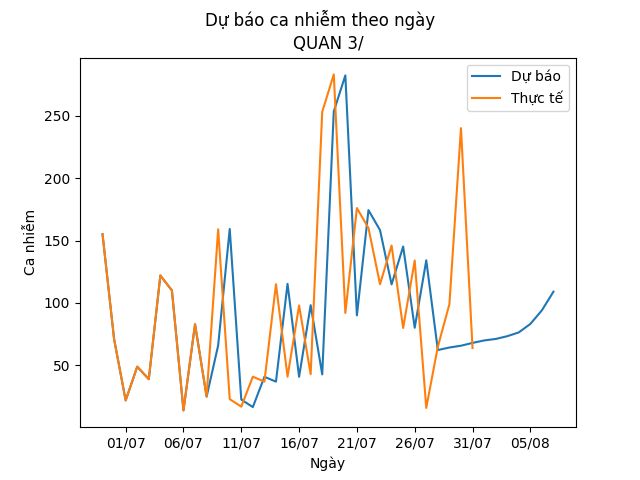 Dự báo ca nhiễm theo ngày
QUAN 3/
Dự báo
Thực tế
Ca nhiễm
250
200
150
100
50
01/07 06/07 11/07 16/07 21/07 26/07 31/07 05/08
Ngày